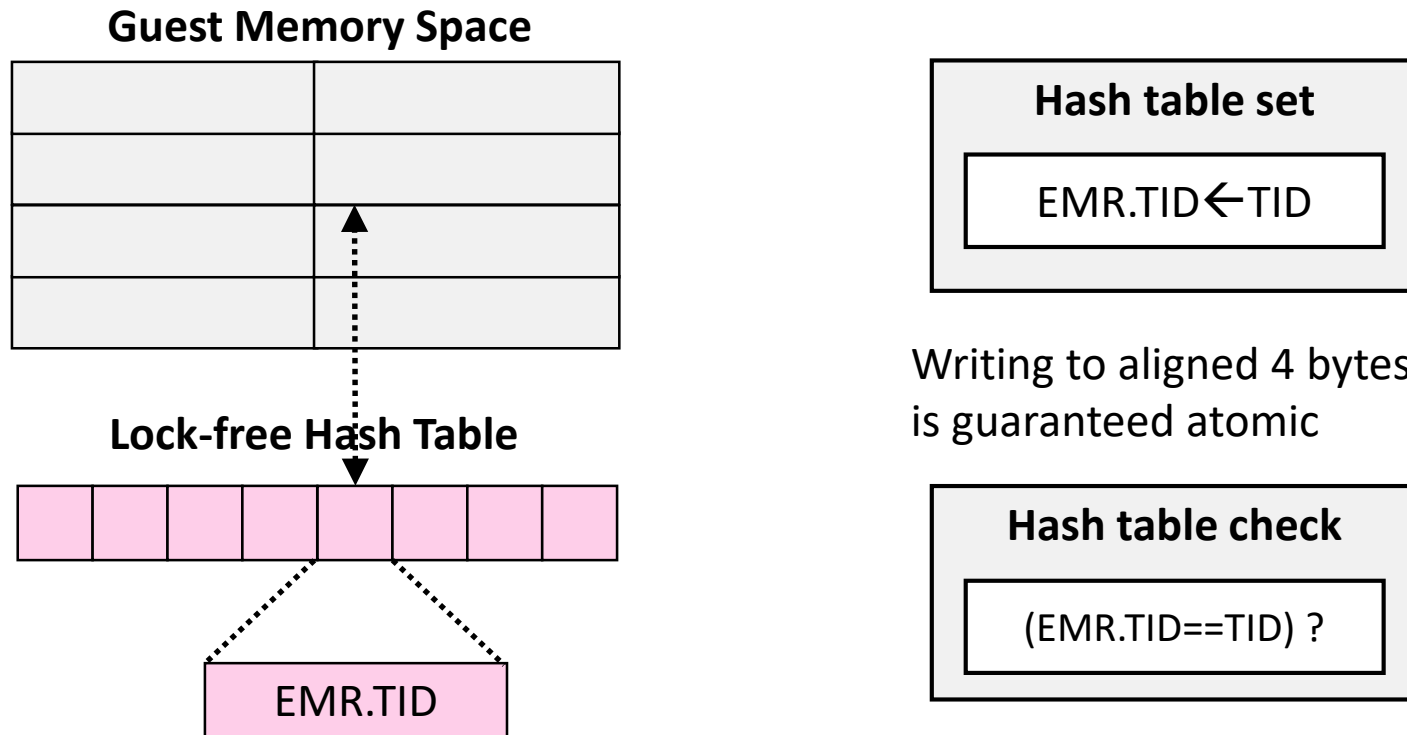 Guest Memory Space
Lock-free Hash Table
EMR.TID
Hash table set
EMR.TID←TID
Writing to aligned 4 bytes
is guaranteed atomic
Hash table check
(EMR.TID==TID) ?